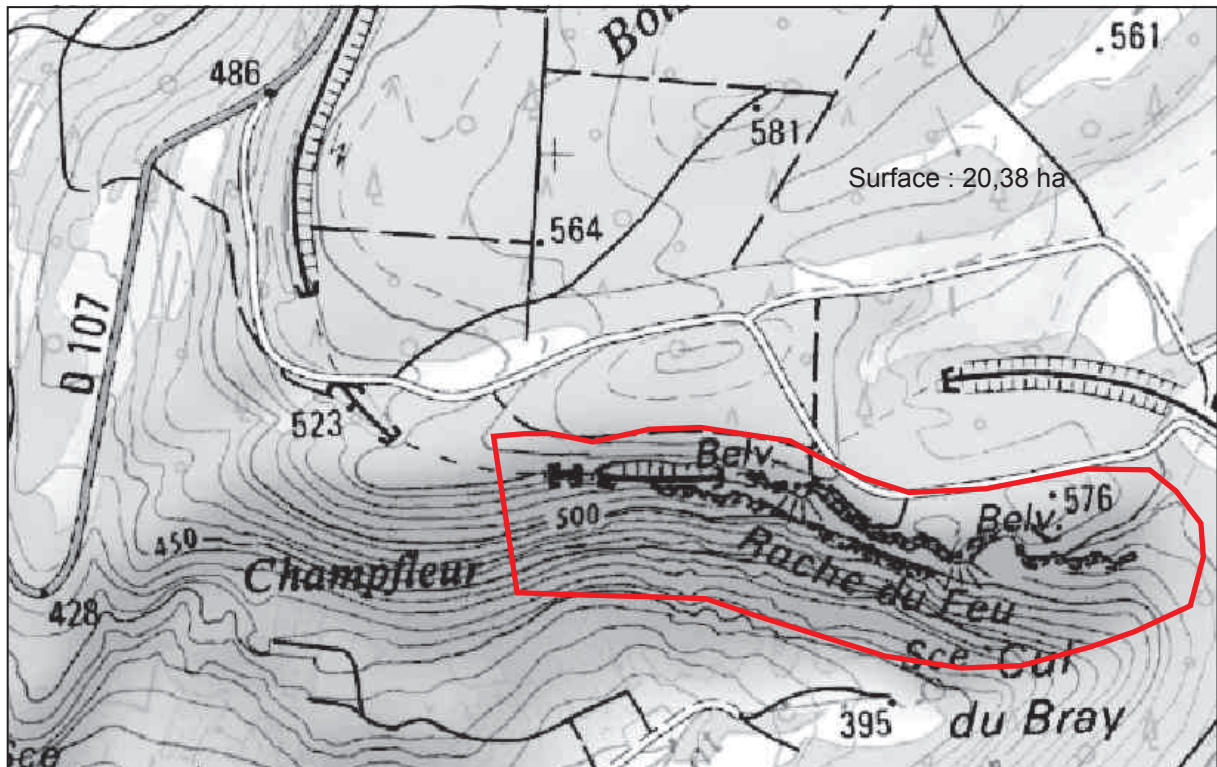 561
486
581
Surface : 20,38 ha
564
D 107
523
Belv.
576
500
Belv.
450
Roche du Feu
Champfleur
428
Sce Cul
du Bray
395
Sce